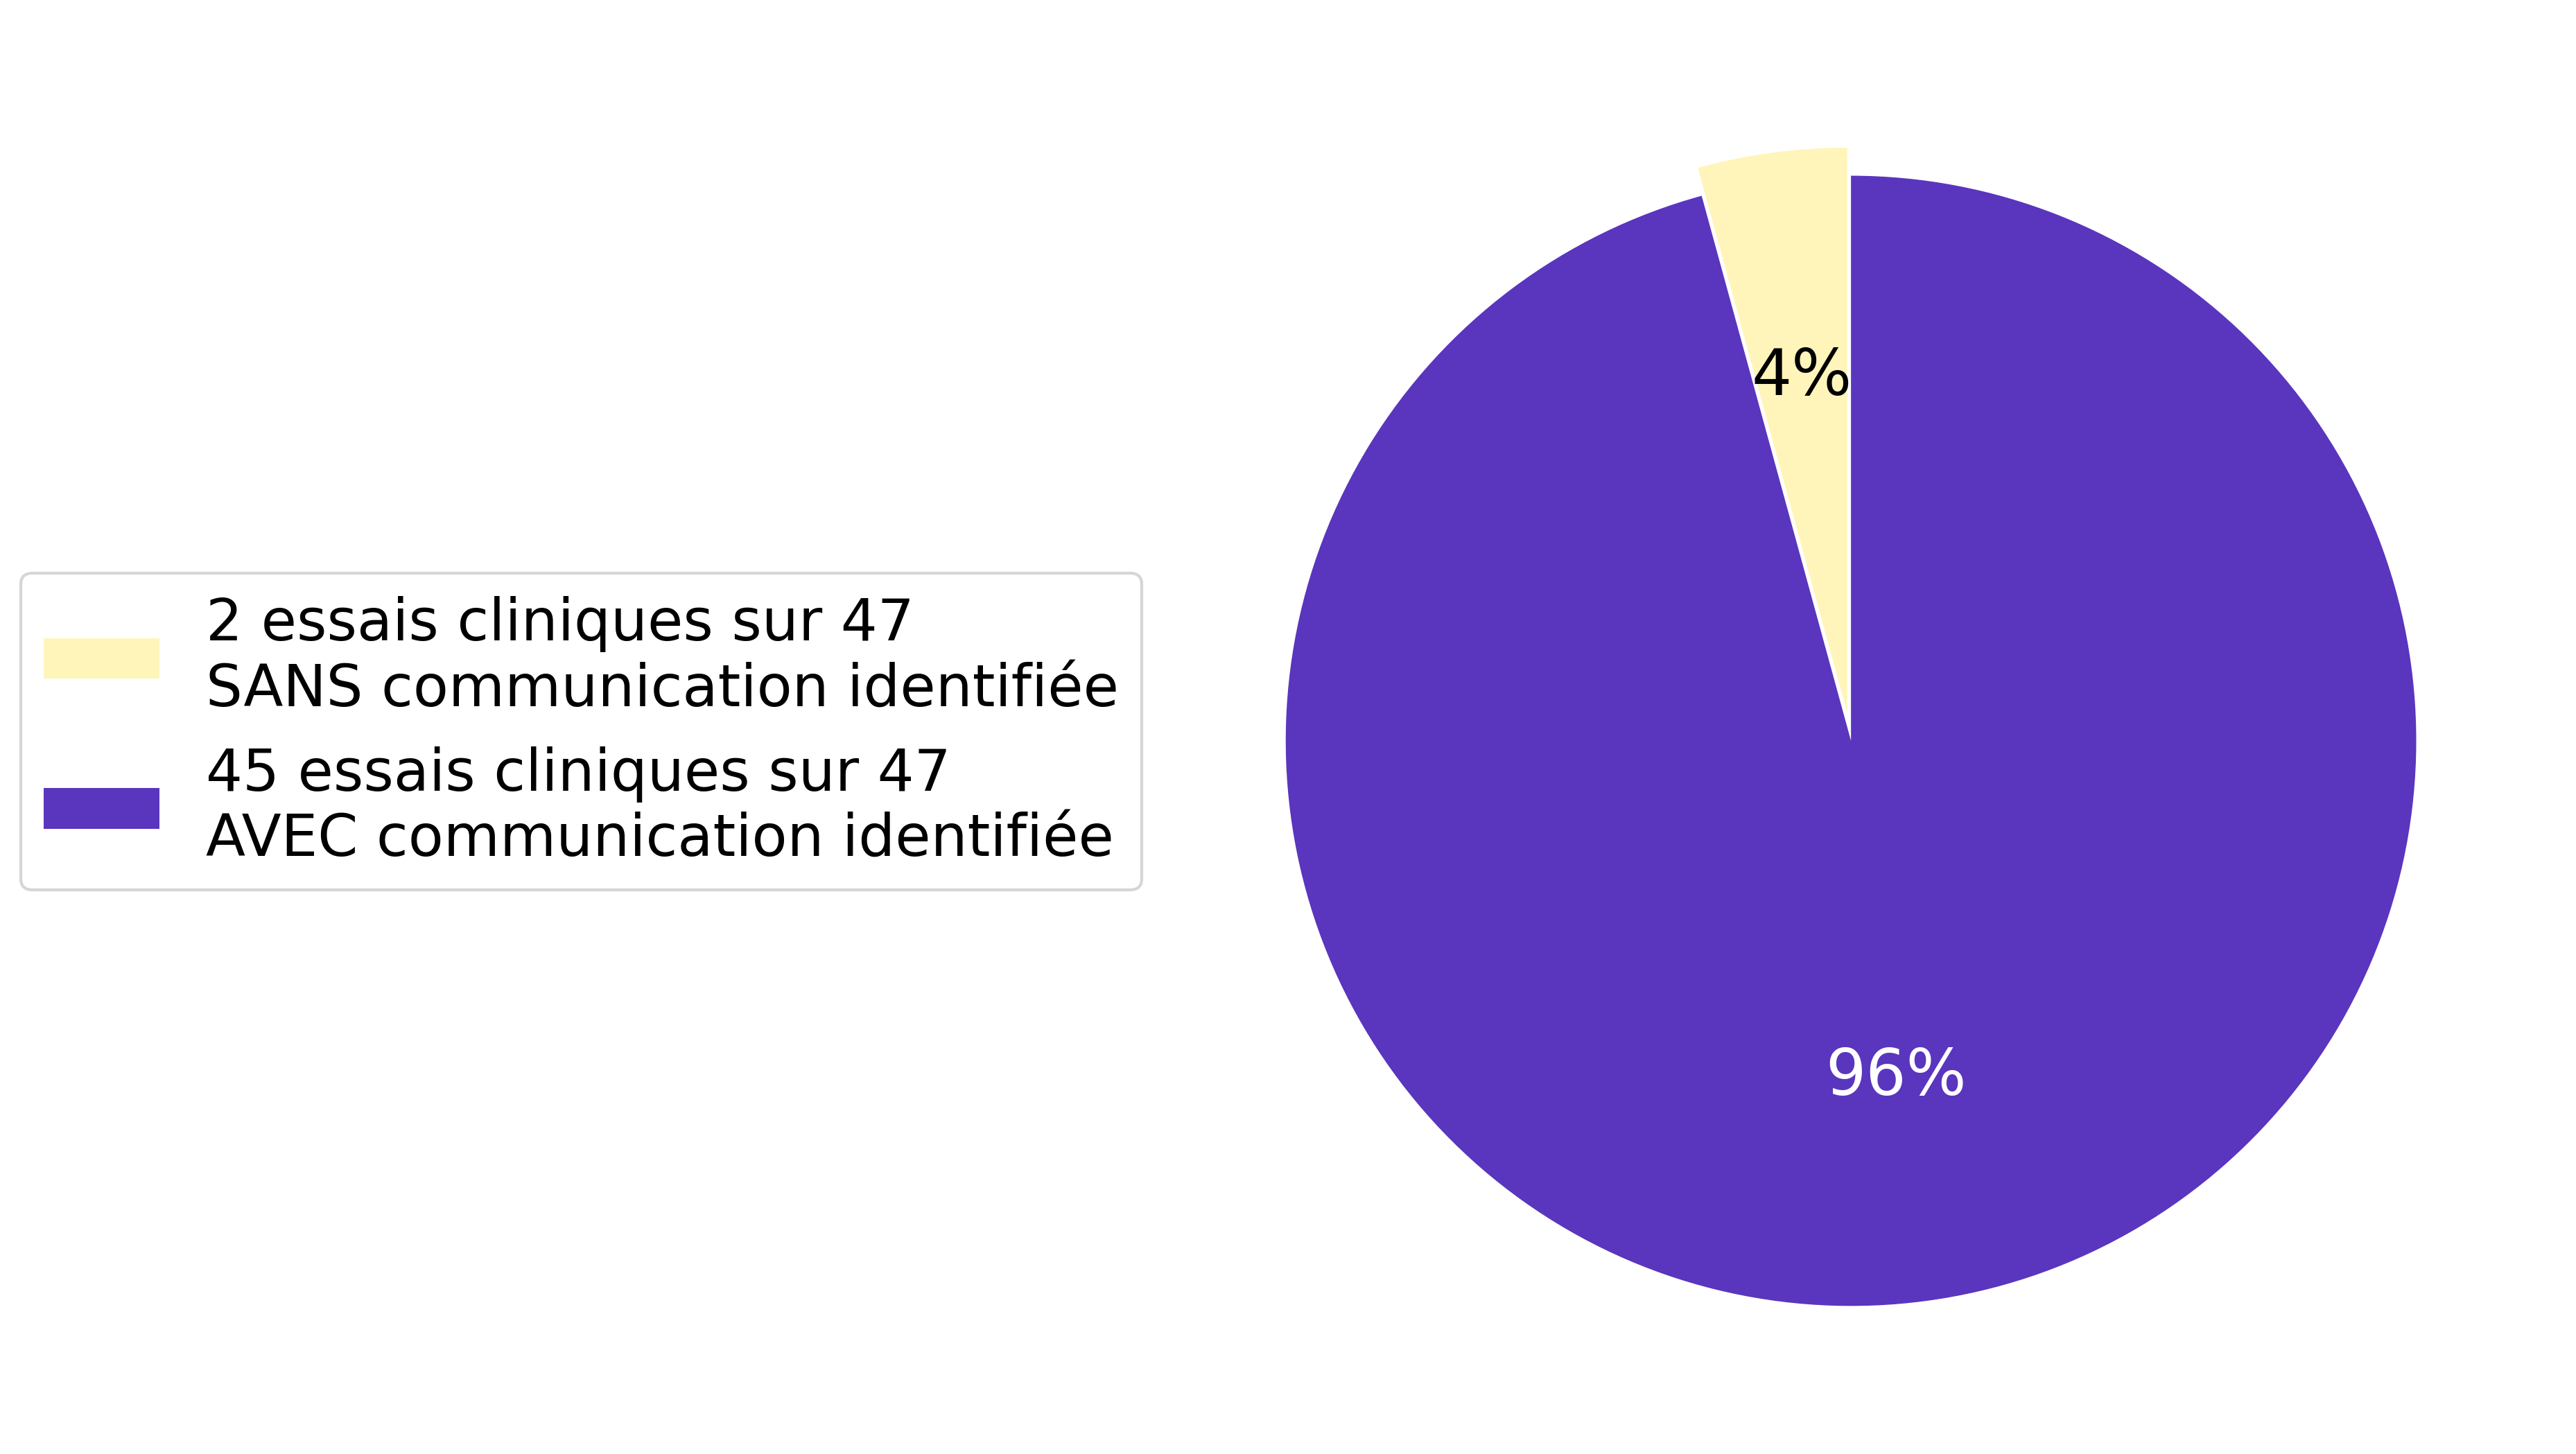 2 essais cliniques sur 47
SANS communication identifiée
45 essais cliniques sur 47
AVEC communication identifiée
4%
96%